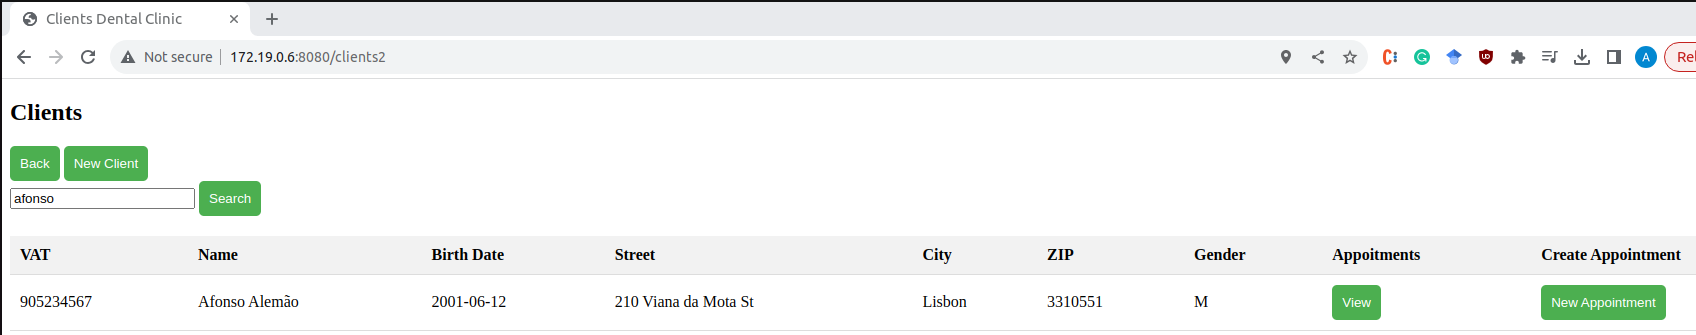 Clients Dental Clinic
Not secure 172.19.0.6:8080/clients2 A Rel
Clients
Back New Client
afonso Search
VAT Name Birth Date Street City ZIP Gender Appoitments Create Appointment
905234567 Afonso Alemão 2001-06-12 210 Viana da Mota St Lisbon 3310551 M View New Appointment